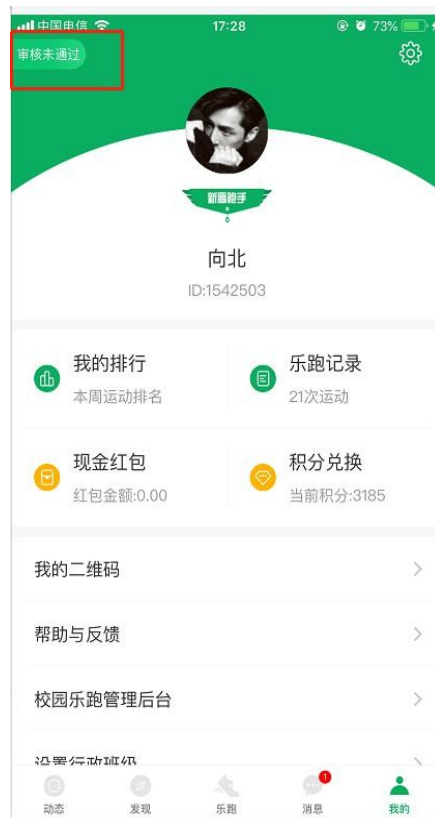 中国电信 17:28 73%
审核未通过
新晋跑手
向北
ID:1542503
我的排行 乐跑记录
本周运动排名 21次运动
现金红包 积分兑换
红包金额:0.00 当前积分:3185
我的二维码
帮助与反馈
校园乐跑管理后台
设置行政班级
1
动态 发现 乐跑 消息 我的